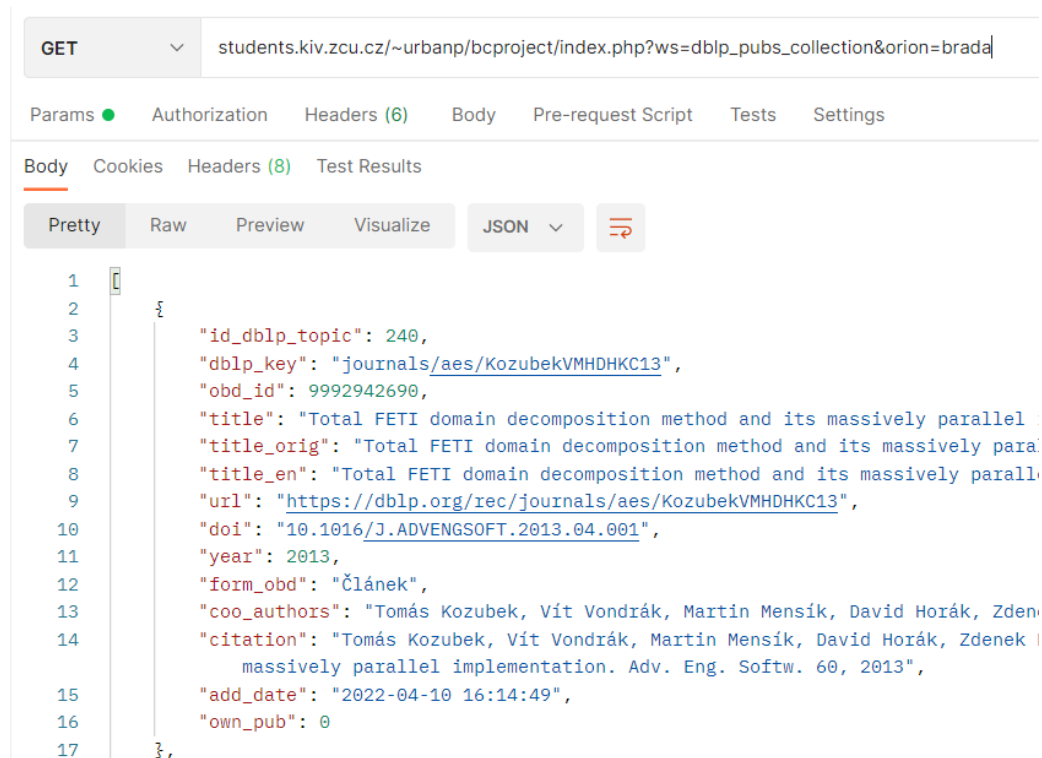 GET students.kiv.zcu.cz/~urbanp/bcproject/index.php?ws=dblp_pubs_collection&orion=brada
Params Authorization Headers (6) Body Pre-request Script Tests Settings
Body Cookies Headers (8) Test Results
Pretty Raw Preview Visualize JSON
1 [
2 {
3 "id_dblp_topic": 240,
4 "dblp_key": "journals/aes/KozubekVMHDHKC13",
5 "obd_id": 9992942690,
6 "title": "Total FETI domain decomposition method and its massively parallel
7 "title_orig": "Total FETI domain decomposition method and its massively paral
8 "title_en": "Total FETI domain decomposition method and its massively paralle
9 "url": "https://dblp.org/rec/journals/aes/KozubekVMHDHKC13",
10 "doi": "10.1016/J.ADVENGSOFT.2013.04.001",
11 "year": 2013,
12 "form_obd": "Článek",
13 "coo_authors": "Tomás Kozubek, Vít Vondrák, Martin Mensík, David Horák, Zdene
14 "citation": "Tomás Kozubek, Vít Vondrák, Martin Mensík, David Horák, Zdenek
massively parallel implementation. Adv. Eng. Softw. 60, 2013",
15 "add_date": "2022-04-10 16:14:49",
16 "own_pub": 0
17 },